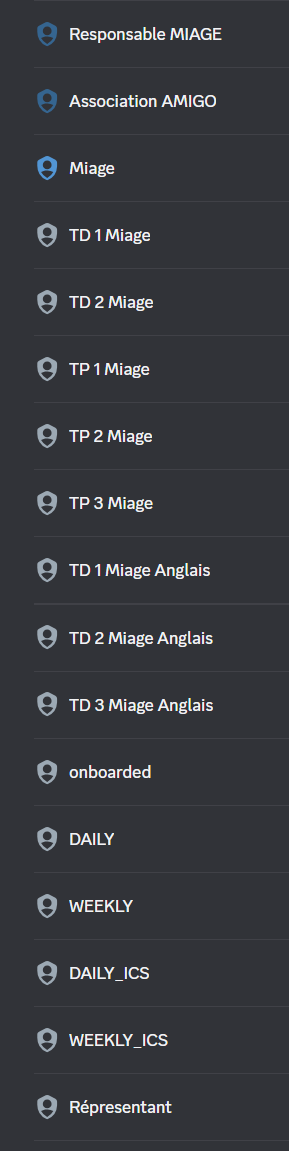 Responsable MIAGE
Association AMIGO
Miage
TD 1 Miage
TD 2 Miage
TP 1 Miage
TP 2 Miage
TP 3 Miage
TD 1 Miage Anglais
TD 2 Miage Anglais
TD 3 Miage Anglais
onboarded
DAILY
WEEKLY
DAILY_ICS
WEEKLY_ICS
Répresentant